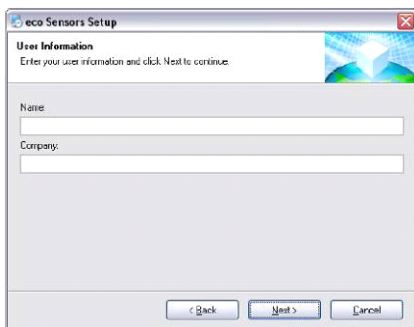 eco Sensors Setup
User Information
Enter your user information and click Next to continue.
Name:
Company:
< Back
Next >
Cancel